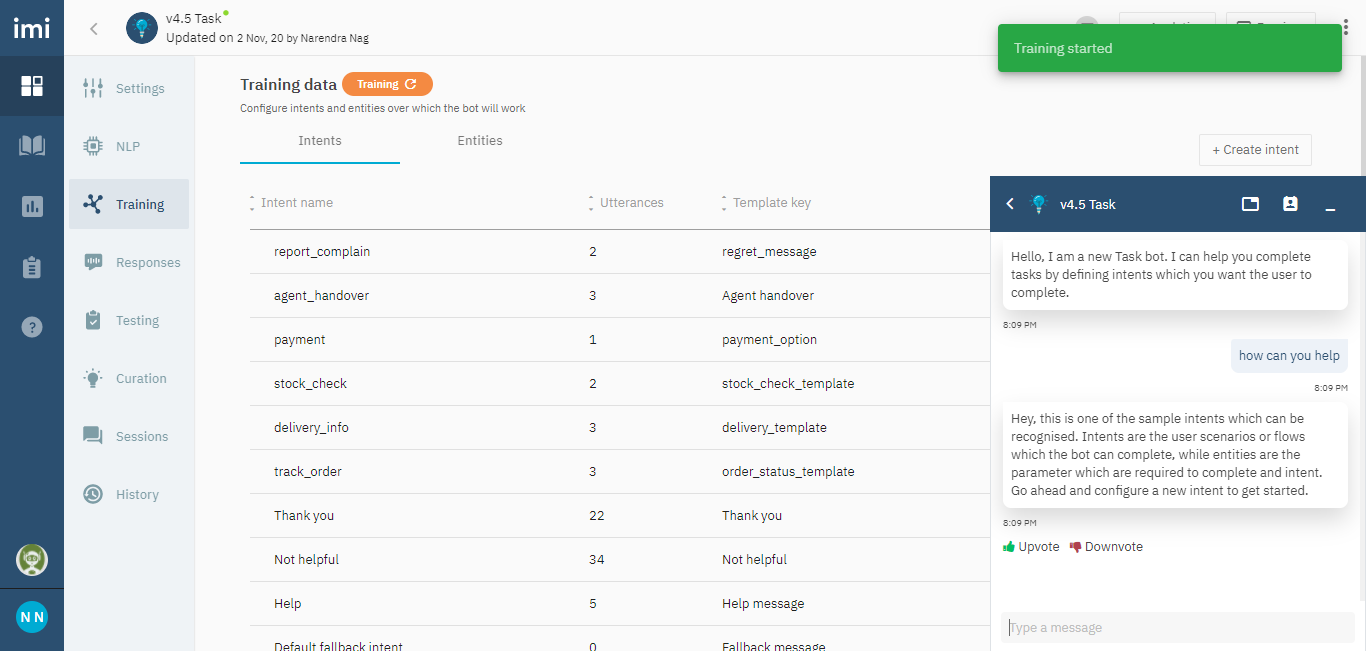 imi
v4.5 Task
Updated on 2 Nov, 20 by Narendra Nag
Training started
Settings
NLP
Training
Responses
Testing
Curation
Sessions
History
N N
Training data
Training
Configure intents and entities over which the bot will work
Intents
Entities
+ Create intent
Intent name Utterances Template key
report_complain 2 regret_message
agent_handover 3 Agent handover
payment 1 payment_option
stock_check 2 stock_check_template
delivery_info 3 delivery_template
track_order 3 order_status_template
Thank you 22 Thank you
Not helpful 34 Not helpful
Help 5 Help message
Default fallback intent 0 Fallback message
v4.5 Task
Hello, I am a new Task bot. I can help you complete
tasks by defining intents which you want the user to
complete.
8:09 PM
how can you help
8:09 PM
Hey, this is one of the sample intents which can be
recognised. Intents are the user scenarios or flows
which the bot can complete, while entities are the
parameter which are required to complete and intent.
Go ahead and configure a new intent to get started.
8:09 PM
Upvote Downvote
Type a message